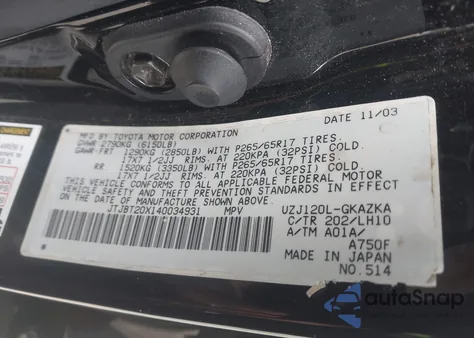 DATE 11/03
MFD BY TOYOTA MOTOR CORPORATION
GVWR 2790KG (6150LB)
GAWR FRT 1290KG (2850LB) WITH P265/65R17 TIRES.
17X7 1/2JJ RIMS. AT 220KPA (32PSI) COLD.
RR 1520KG (3350LB) WITH P265/65R17 TIRES.
17X7 1/2JJ RIMS. AT 220KPA (32PSI) COLD.
THIS VEHICLE CONFORMS TO ALL APPLICABLE FEDERAL MOTOR
VEHICLE SAFETY AND THEFT PREVENTION STANDARDS IN EFFECT
ON THE DATE OF MANUFACTURE SHOWN ABOVE.
JTJBT20X140034931 MPV
VZJ120L-GKAZKA
C/TR 202/LH10
A/TM A01A/
A750F
MADE IN JAPAN
NO.514
autoSnap